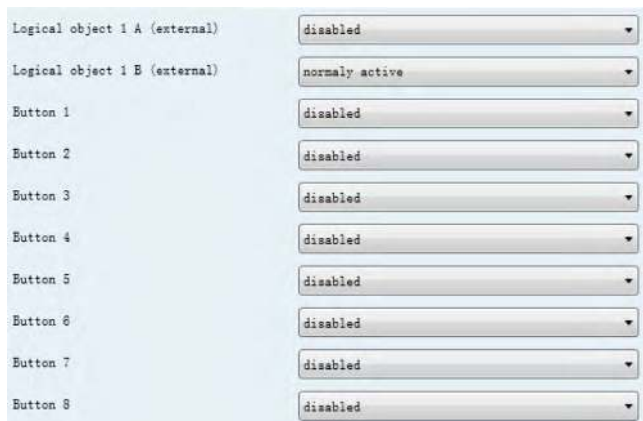 Logical object 1 A (external) disabled
Logical object 1 B (external) normaly active
Button 1 disabled
Button 2 disabled
Button 3 disabled
Button 4 disabled
Button 5 disabled
Button 6 disabled
Button 7 disabled
Button 8 disabled